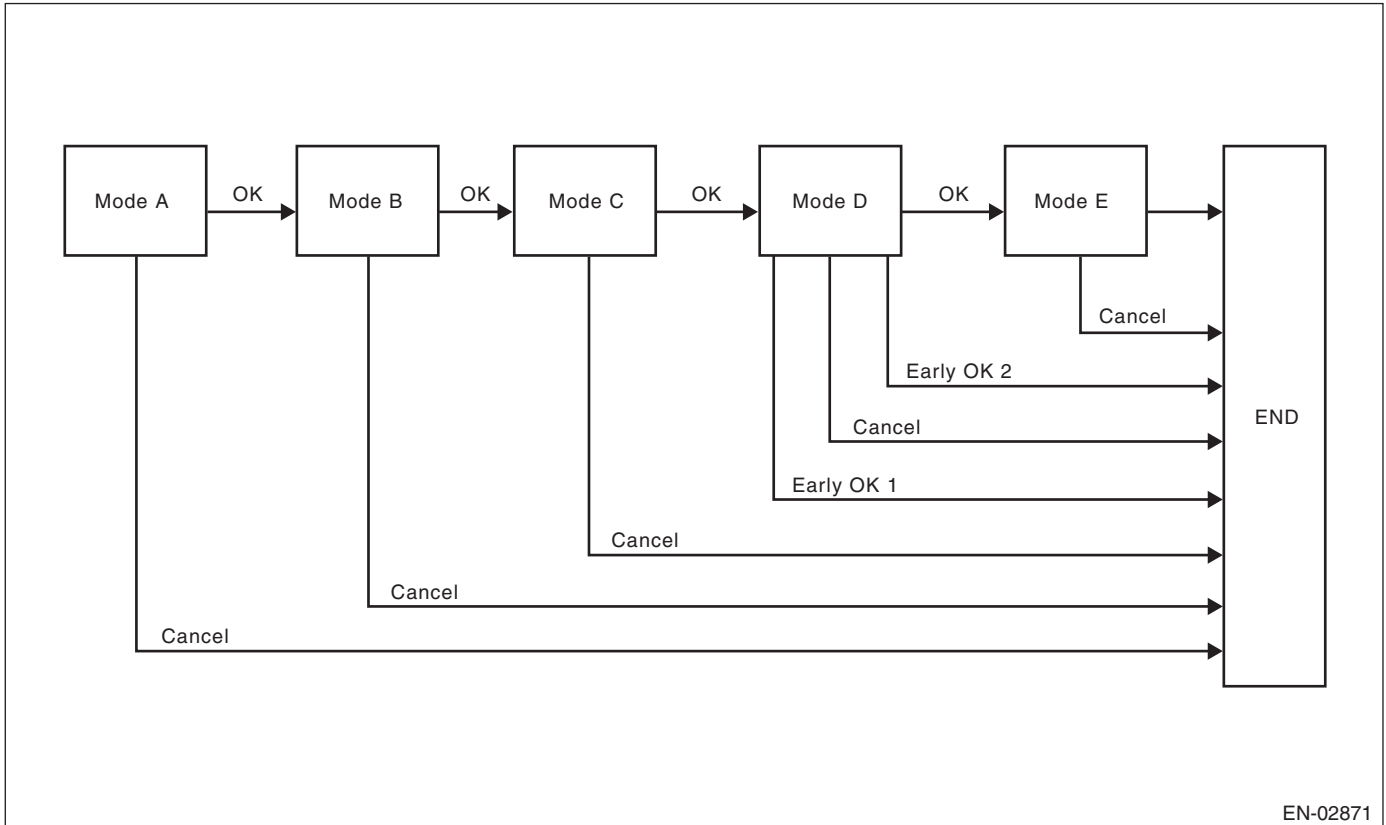 OK
OK
OK
OK
Mode A
Mode B
Mode C
Mode D
Mode E
Cancel
Early OK 2
END
Cancel
Early OK 1
Cancel
Cancel
Cancel
EN-02871